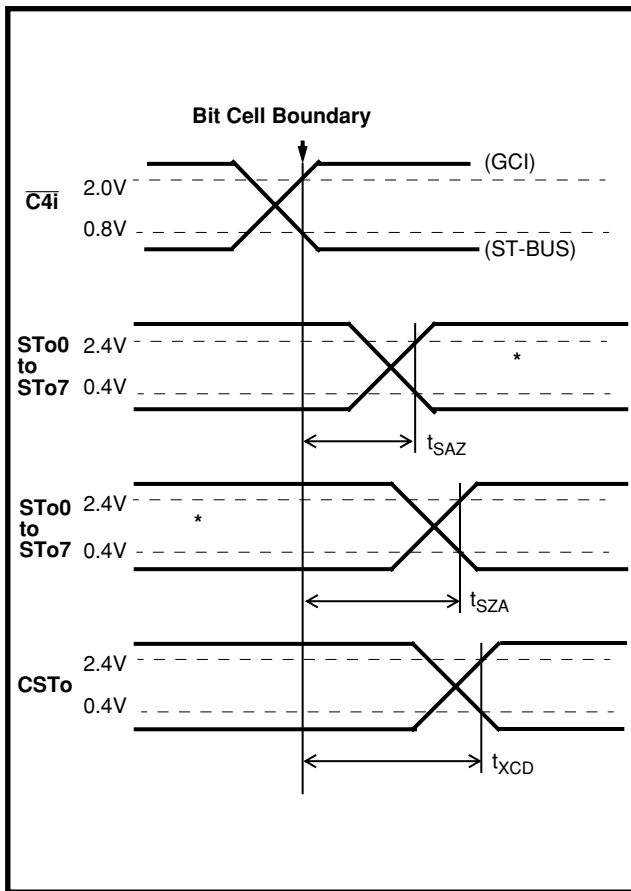 Bit Cell Boundary
(GCI)
C4i
2.0V
0.8V
(ST-BUS)
STo0
to
STo7
2.4V
0.4V
*
tSAZ
STo0
to
STo7
2.4V
0.4V
*
tSZA
CSTo
2.4V
0.4V
tXCD